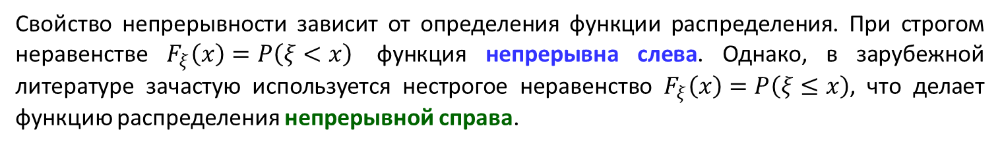 Свойство непрерывности зависит от определения функции распределения. При строгом
неравенстве $F_\xi(x) = P(\xi < x)$ функция непрерывна слева. Однако, в зарубежной
литературе зачастую используется нестрогое неравенство $F_\xi(x) = P(\xi \leq x)$, что делает
функцию распределения непрерывной справа.